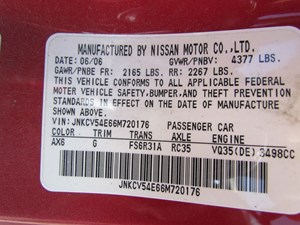 MANUFACTURED BY NISSAN MOTOR CO.,LTD.
DATE: 06/06 GVWR/PNBV: 4377 LBS.
GAWR/PNBE FR: 2165 LBS. RR: 2267 LBS.
THIS VEHICLE CONFORMS TO ALL APPLICABLE FEDERAL
MOTOR VEHICLE SAFETY,BUMPER,AND THEFT PREVENTION
STANDARDS IN EFFECT ON THE DATE OF
MANUFACTURE SHOWN ABOVE.
VIN:JNKCV54E66M720176 PASSENGER CAR
COLOR TRIM TRANS AXLE ENGINE
AX6 G FS6R31A RC35 VQ35(DE) 3498CC
JNKCV54E66M720176